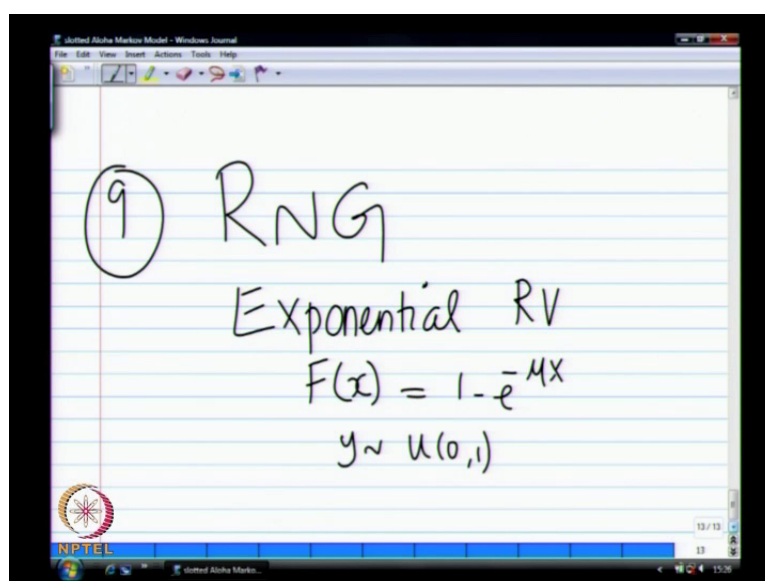 slotted Aloha Markov Model - Windows Journal
File Edit View Insert Actions Tools Help
9 RNG
Exponential RV
F(x) = 1 - e^-μx
y ~ U(0,1)
13 / 13
13
NPTEL
slotted Aloha Marko...
15:26